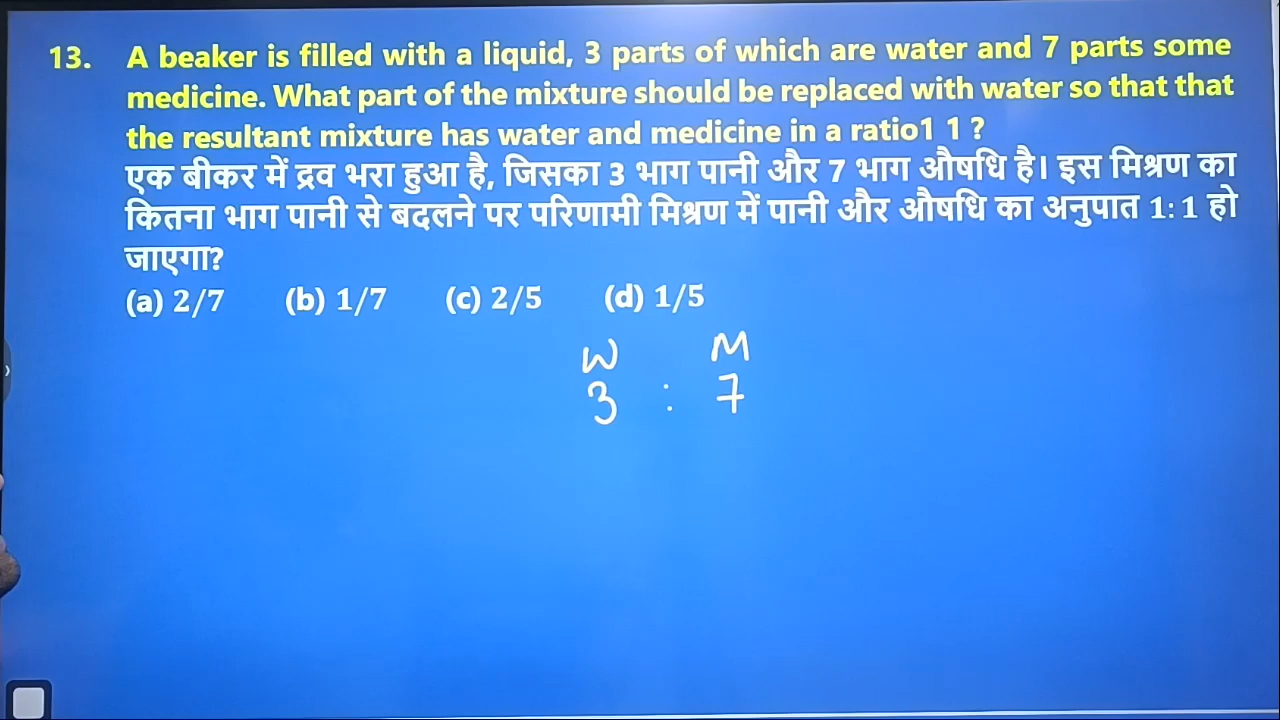 13. A beaker is filled with a liquid, 3 parts of which are water and 7 parts some
medicine. What part of the mixture should be replaced with water so that that
the resultant mixture has water and medicine in a ratio1 1 ?
एक बीकर में द्रव भरा हुआ है, जिसका 3 भाग पानी और 7 भाग औषधि है। इस मिश्रण का
कितना भाग पानी से बदलने पर परिणामी मिश्रण में पानी और औषधि का अनुपात 1: 1 हो
जाएगा?
(a) 2/7 (b) 1/7 (c) 2/5 (d) 1/5
W M
3 : 7